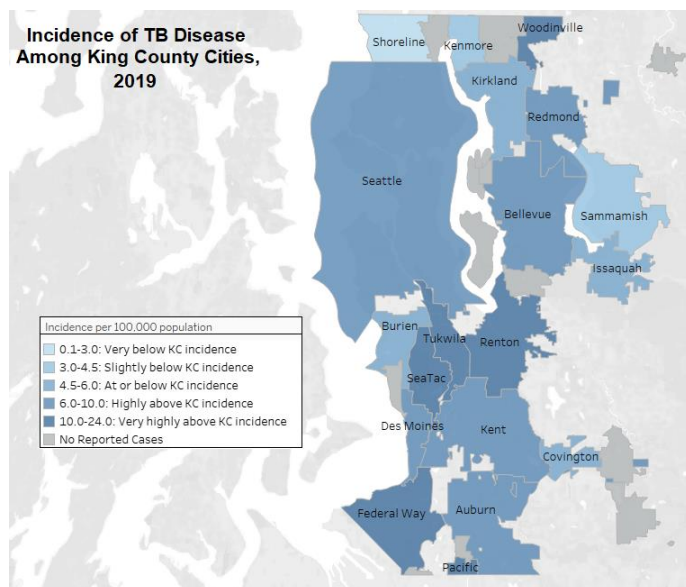 Incidence of TB Disease
Among King County Cities,
2019
Shoreline
Kenmore
Woodinville
Kirkland
Redmond
Seattle
Bellevue
Sammamish
Issaquah
Incidence per 100,000 population
0.1-3.0: Very below KC incidence
3.0-4.5: Slightly below KC incidence
4.5-6.0: At or below KC incidence
6.0-10.0: Highly above KC incidence
10.0-24.0: Very highly above KC incidence
No Reported Cases
Burien
Tukwila
Renton
SeaTac
Des Moines
Kent
Covington
Federal Way
Auburn
Pacific